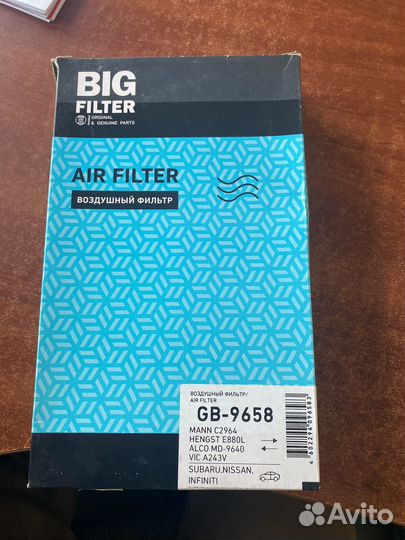 BIG
FILTER
ORIGINAL
& GENUINE PARTS
AIR FILTER
ВОЗДУШНЫЙ ФИЛЬТР
ВОЗДУШНЫЙ ФИЛЬТР/
AIR FILTER
GB-9658
MANN C2964
HENGST E880L
ALCO MD-9640
VIC A243V
SUBARU,NISSAN,
INFINITI
4602294096583
Avito